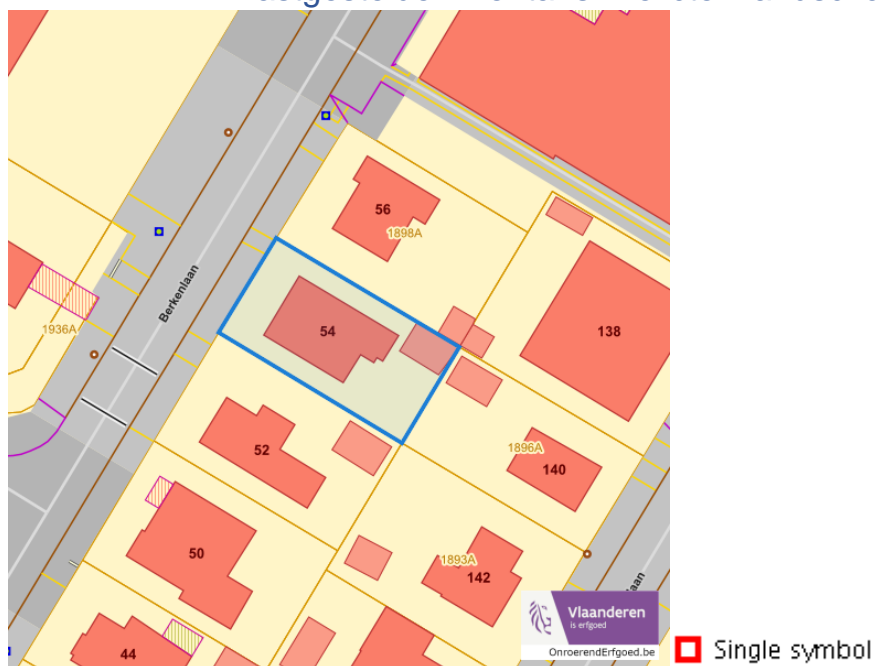 56
1898A
Berkenlaan
54
138
1936A
52
1896A
140
50
1893A
142
44
Vlaanderen
is erfgoed
OnroerendErfgoed.be
Single symbol